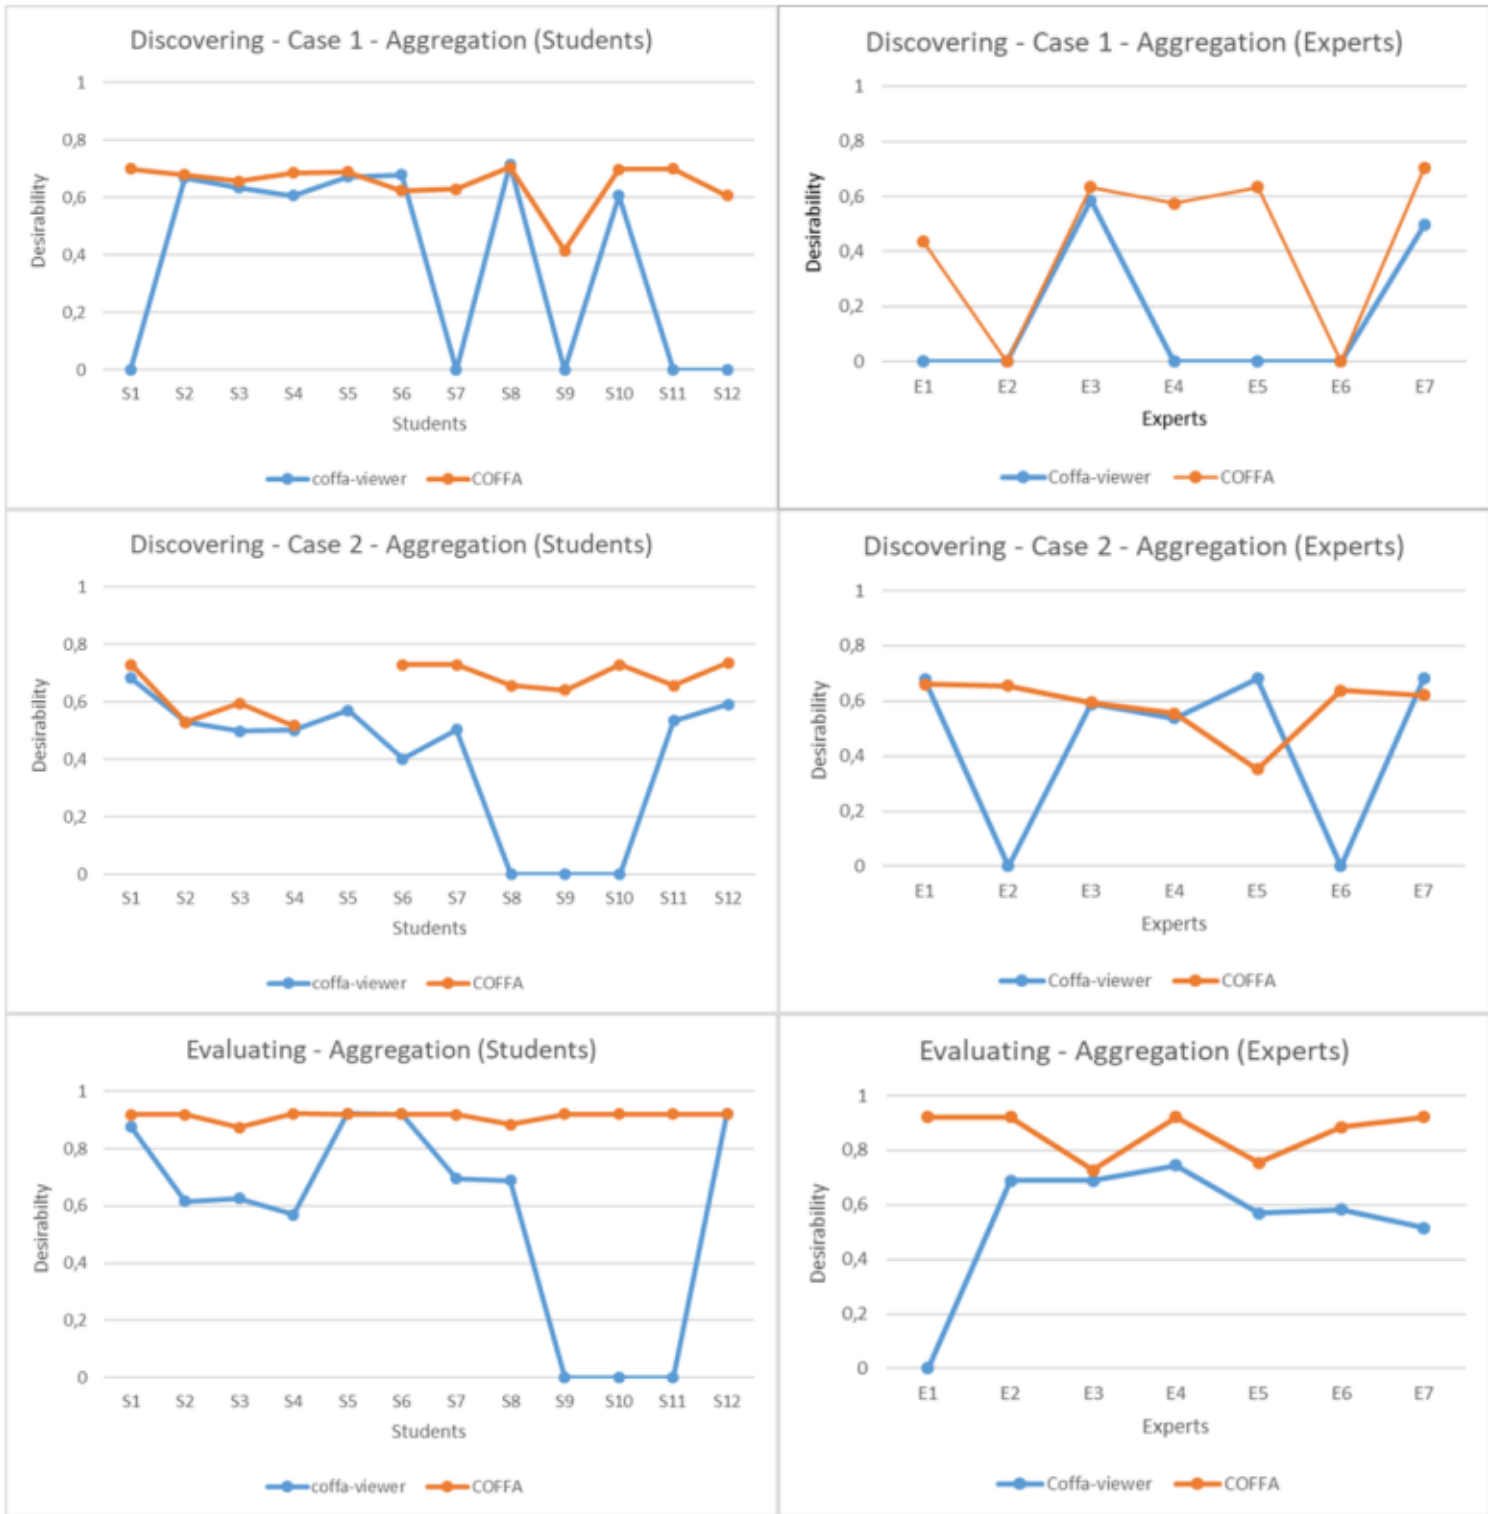 Discovering - Case 1 - Aggregation (Students)
1
0,8
0,6
0,4
0,2
0
Desirability
S1 S2 S3 S4 S5 S6 S7 S8 S9 S10 S11 S12
Students
coffa-viewer COFFA
Discovering - Case 1 - Aggregation (Experts)
1
0,8
0,6
0,4
0,2
0
Desirability
E1 E2 E3 E4 E5 E6 E7
Experts
Coffa-viewer COFFA
Discovering - Case 2 - Aggregation (Students)
1
0,8
0,6
0,4
0,2
0
Desirability
S1 S2 S3 S4 S5 S6 S7 S8 S9 S10 S11 S12
Students
coffa-viewer COFFA
Discovering - Case 2 - Aggregation (Experts)
1
0,8
0,6
0,4
0,2
0
Desirability
E1 E2 E3 E4 E5 E6 E7
Experts
Coffa-viewer COFFA
Evaluating - Aggregation (Students)
1
0,8
0,6
0,4
0,2
0
Desirabilty
S1 S2 S3 S4 S5 S6 S7 S8 S9 S10 S11 S12
Students
coffa-viewer COFFA
Evaluating - Aggregation (Experts)
1
0,8
0,6
0,4
0,2
0
Desirability
E1 E2 E3 E4 E5 E6 E7
Experts
Coffa-viewer COFFA